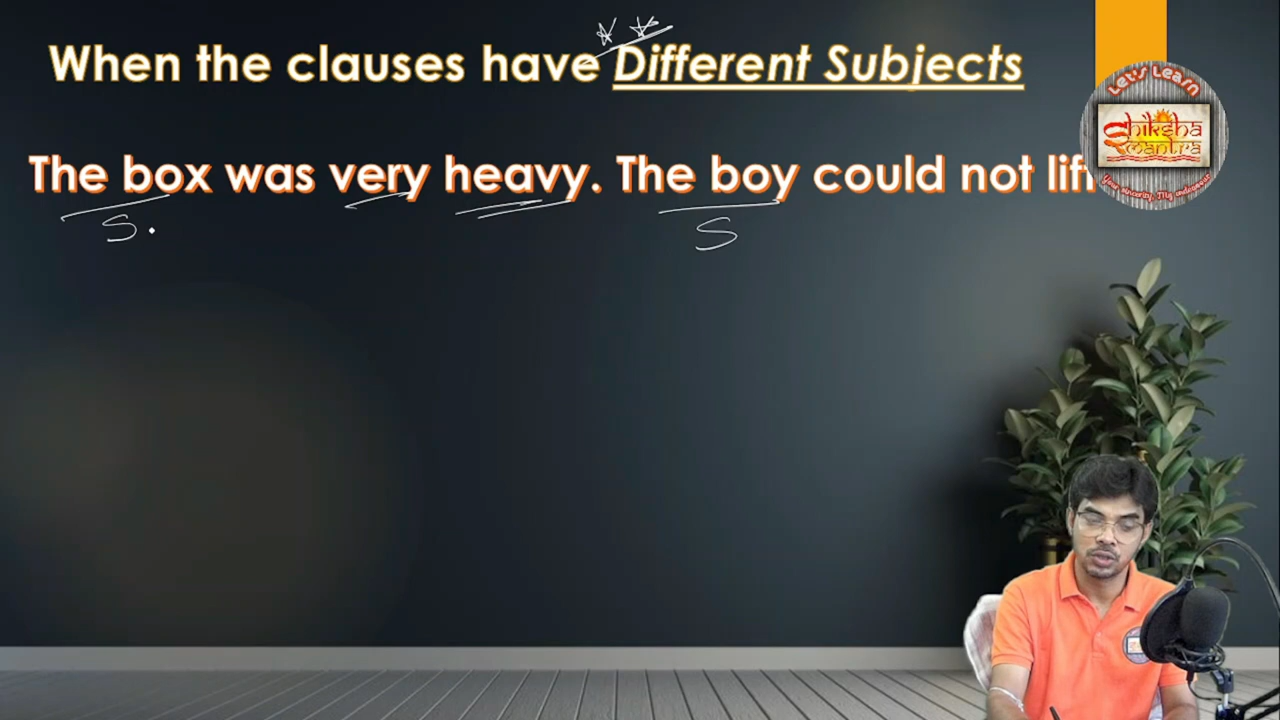 When the clauses have Different Subjects
The box was very heavy. The boy could not lift
S. S
Let's Learn
Shiksha
Mantra